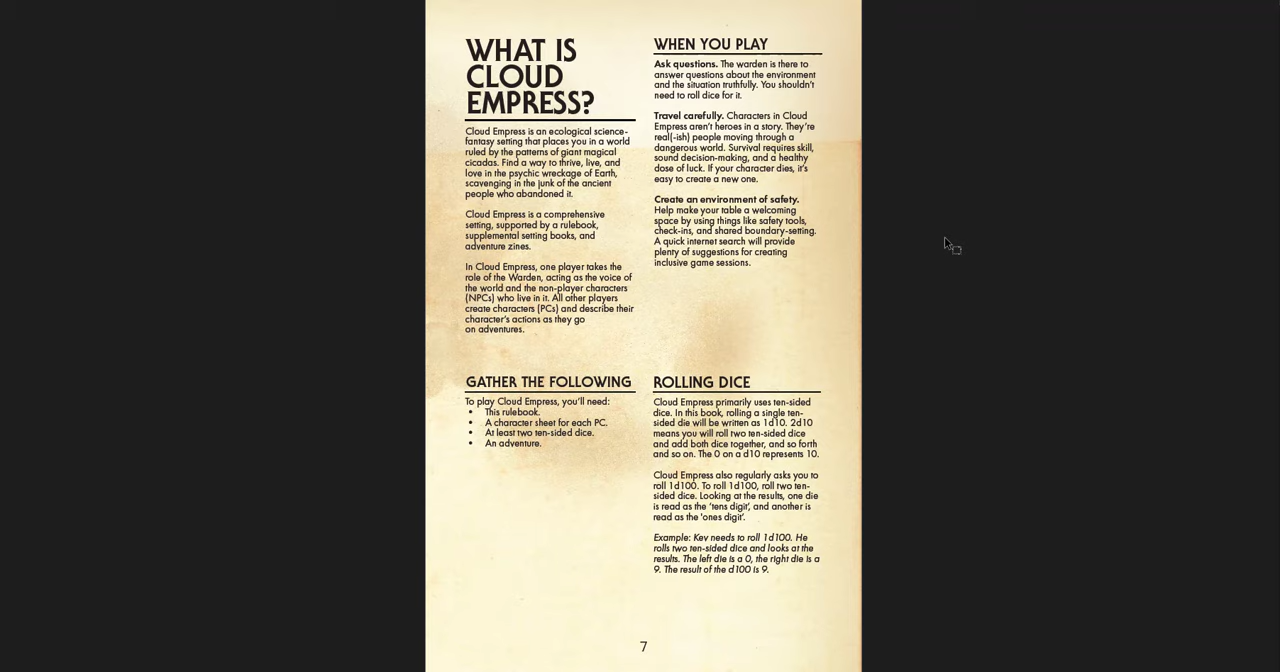 WHAT IS
CLOUD
EMPRESS?
Cloud Empress is an ecological science-
fantasy setting that places you in a world
ruled by the patterns of giant magical
cicadas. Find a way to thrive, live, and
love in the psychic wreckage of Earth,
scavenging in the junk of the ancient
people who abandoned it.
Cloud Empress is a comprehensive
setting, supported by a rulebook,
supplemental setting books, and
adventure zines.
In Cloud Empress, one player takes the
role of the Warden, acting as the voice of
the world and the non-player characters
(NPCs) who live in it. All other players
create characters (PCs) and describe their
character's actions as they go
on adventures.
WHEN YOU PLAY
Ask questions. The warden is there to
answer questions about the environment
and the situation truthfully. You shouldn't
need to roll dice for it.
Travel carefully. Characters in Cloud
Empress aren't heroes in a story. They're
real(-ish) people moving through a
dangerous world. Survival requires skill,
sound decision-making, and a healthy
dose of luck. If your character dies, it's
easy to create a new one.
Create an environment of safety.
Help make your table a welcoming
space by using things like safety tools,
check-ins, and shared boundary-setting.
A quick internet search will provide
plenty of suggestions for creating
inclusive game sessions.
GATHER THE FOLLOWING
To play Cloud Empress, you'll need:
• This rulebook.
• A character sheet for each PC.
• At least two ten-sided dice.
• An adventure.
ROLLING DICE
Cloud Empress primarily uses ten-sided
dice. In this book, rolling a single ten-
sided die will be written as 1d10. 2d10
means you will roll two ten-sided dice
and add both dice together, and so forth
and so on. The 0 on a d10 represents 10.
Cloud Empress also regularly asks you to
roll 1d100. To roll 1d100, roll two ten-
sided dice. Looking at the results, one die
is read as the 'tens digit', and another is
read as the 'ones digit'.
Example: Kev needs to roll 1d100. He
rolls two ten-sided dice and looks at the
results. The left die is a 0, the right die is a
9. The result of the d100 is 9.
7